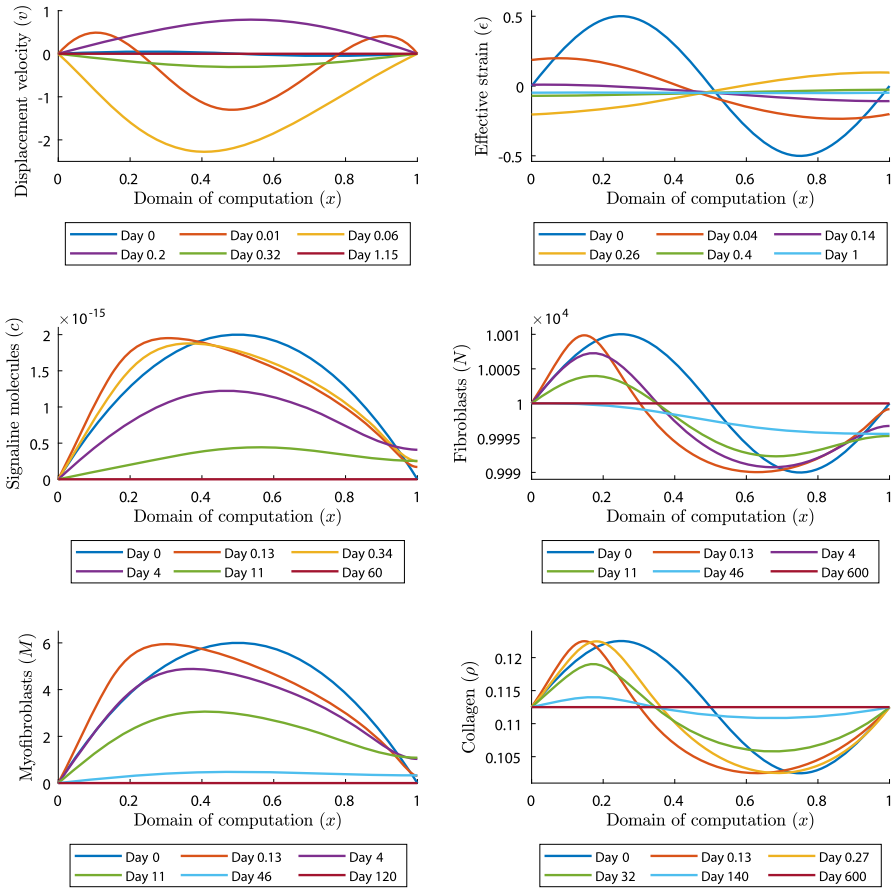 Displacement velocity (v)
1
0
-1
-2
0 0.2 0.4 0.6 0.8 1
Domain of computation (x)
Day 0 Day 0.01 Day 0.06
Day 0.2 Day 0.32 Day 1.15
Effective strain (ϵ)
0.5
0
-0.5
0 0.2 0.4 0.6 0.8 1
Domain of computation (x)
Day 0 Day 0.04 Day 0.14
Day 0.26 Day 0.4 Day 1
Signaline molecules (c)
×10^-15
2
1.5
1
0.5
0
0 0.2 0.4 0.6 0.8 1
Domain of computation (x)
Day 0 Day 0.13 Day 0.34
Day 4 Day 11 Day 60
Fibroblasts (N)
×10^4
1.001
1.0005
1
0.9995
0.999
0 0.2 0.4 0.6 0.8 1
Domain of computation (x)
Day 0 Day 0.13 Day 4
Day 11 Day 46 Day 600
Myofibroblasts (M)
6
4
2
0
0 0.2 0.4 0.6 0.8 1
Domain of computation (x)
Day 0 Day 0.13 Day 4
Day 11 Day 46 Day 120
Collagen (ρ)
0.12
0.115
0.11
0.105
0 0.2 0.4 0.6 0.8 1
Domain of computation (x)
Day 0 Day 0.13 Day 0.27
Day 32 Day 140 Day 600